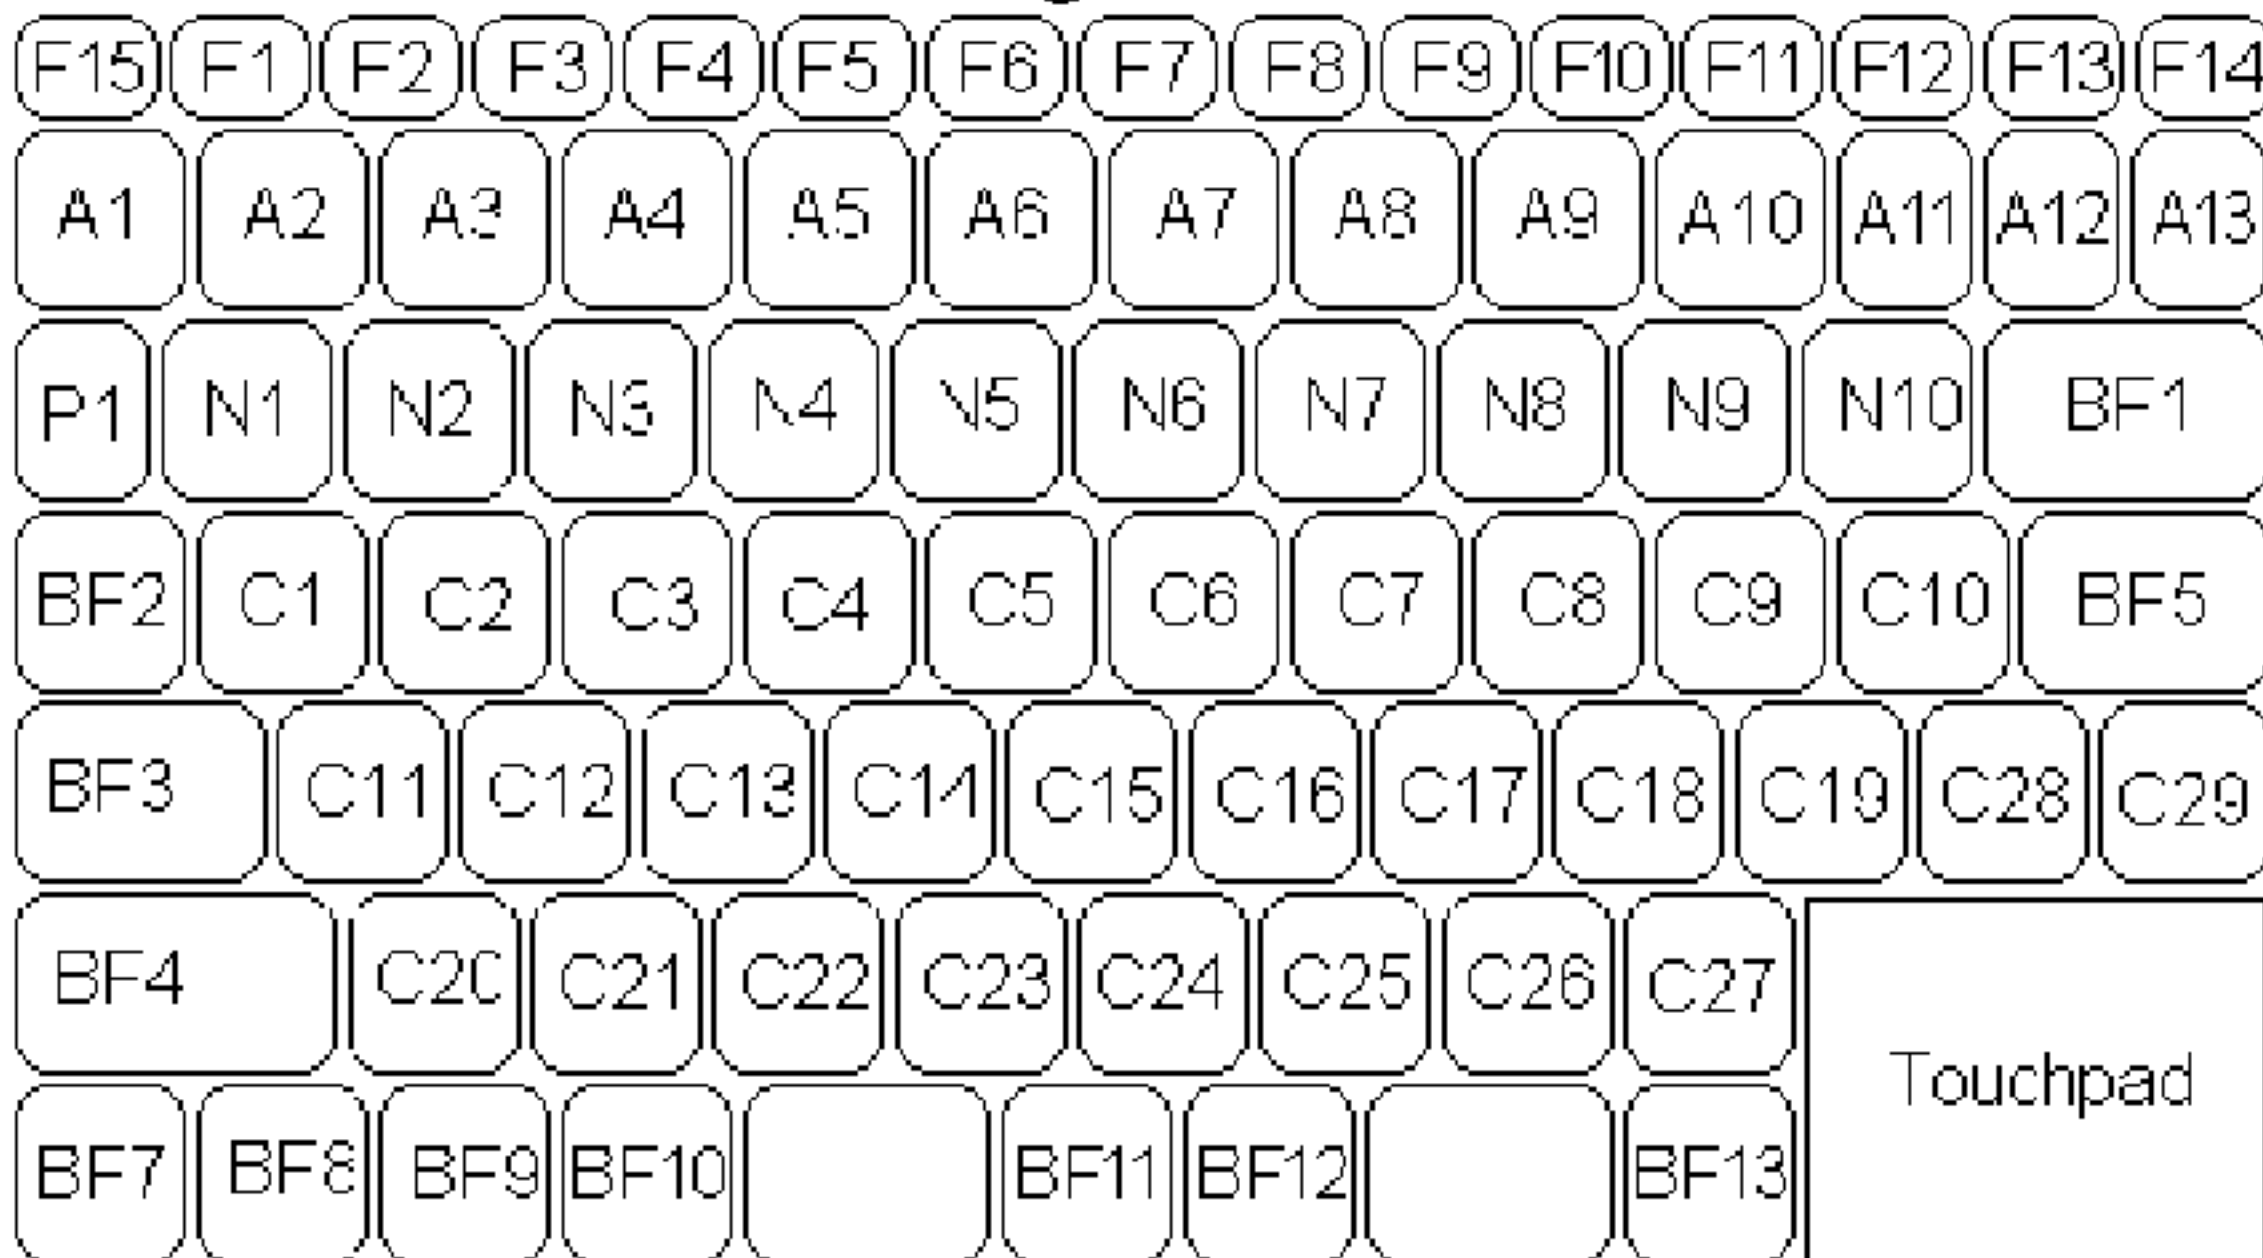 F15 F1 F2 F3 F4 F5 F6 F7 F8 F9 F10 F11 F12 F13 F14
A1 A2 A3 A4 A5 A6 A7 A8 A9 A10 A11 A12 A13
P1 N1 N2 N3 N4 N5 N6 N7 N8 N9 N10 BF1
BF2 C1 C2 C3 C4 C5 C6 C7 C8 C9 C10 BF5
BF3 C11 C12 C13 C14 C15 C16 C17 C18 C19 C28 C29
BF4 C20 C21 C22 C23 C24 C25 C26 C27
Touchpad
BF7 BF8 BF9 BF10 BF11 BF12 BF13